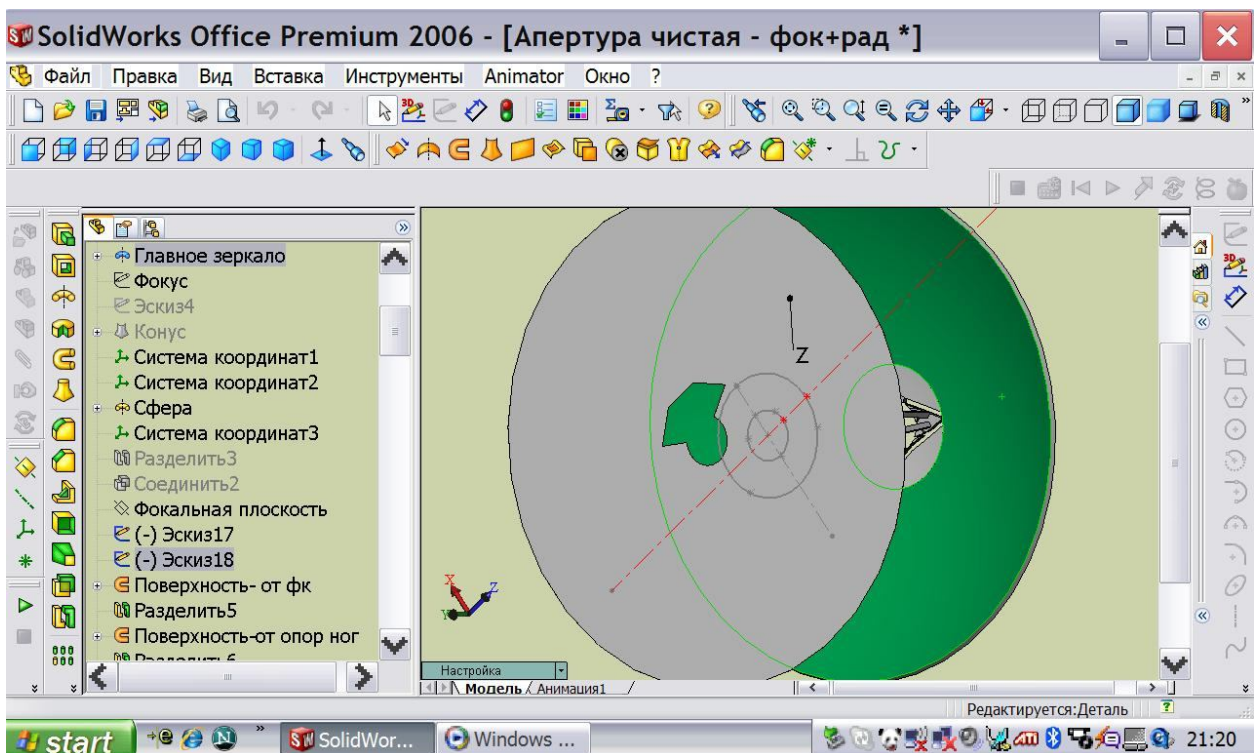 SolidWorks Office Premium 2006 - [Апертура чистая - фок+рад *]
Файл Правка Вид Вставка Инструменты Animator Окно ?
Главное зеркало
Фокус
Эскиз4
Конус
Система координат1
Система координат2
Сфера
Система координат3
Разделить3
Соединить2
Фокальная плоскость
(-) Эскиз17
(-) Эскиз18
Поверхность- от фк
Разделить5
Поверхность-от опор ног
Разделить6
Z
X
Z
Y
Настройка
Модель Анимация1
Редактируется:Деталь
start SolidWor... Windows ... 21:20